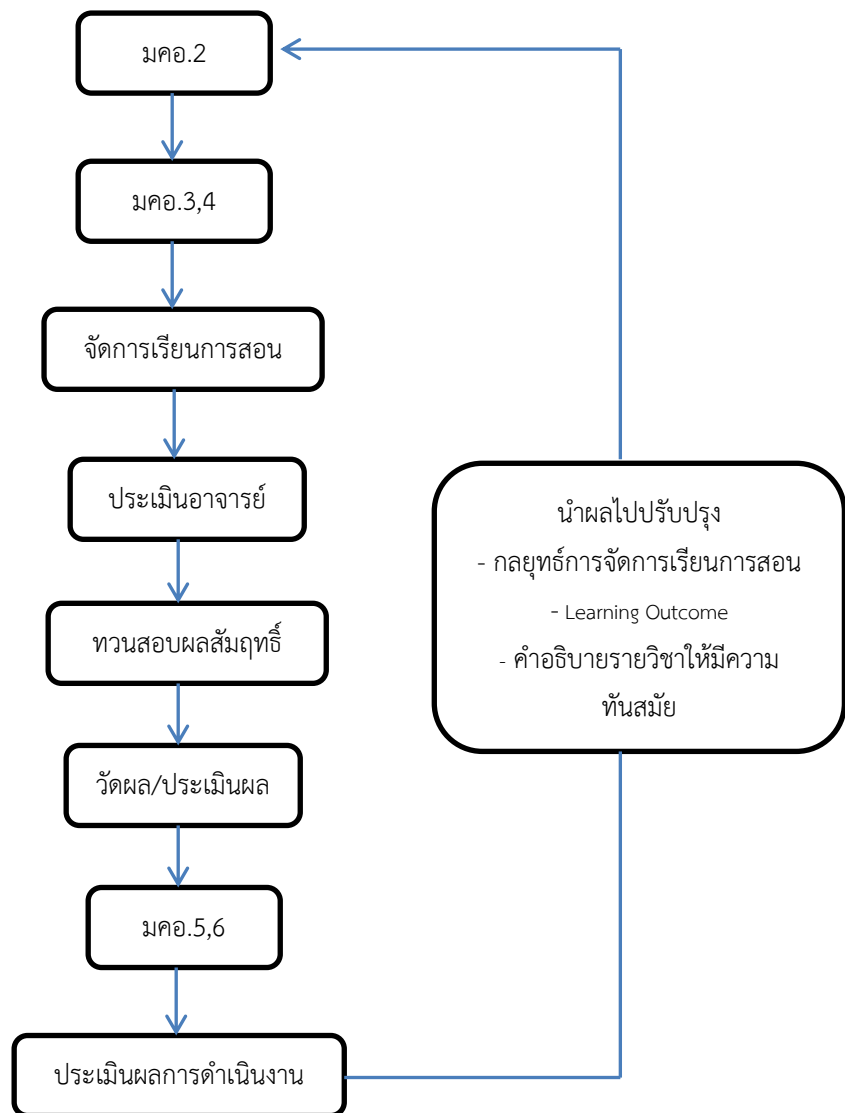 มคอ.2
มคอ.3,4
จัดการเรียนการสอน
ประเมินอาจารย์
ทวนสอบผลสัมฤทธิ์
วัดผล/ประเมินผล
มคอ.5,6
ประเมินผลการดำเนินงาน
นำผลไปปรับปรุง
- กลยุทธ์การจัดการเรียนการสอน
- Learning Outcome
- คำอธิบายรายวิชาให้มีความ
ทันสมัย